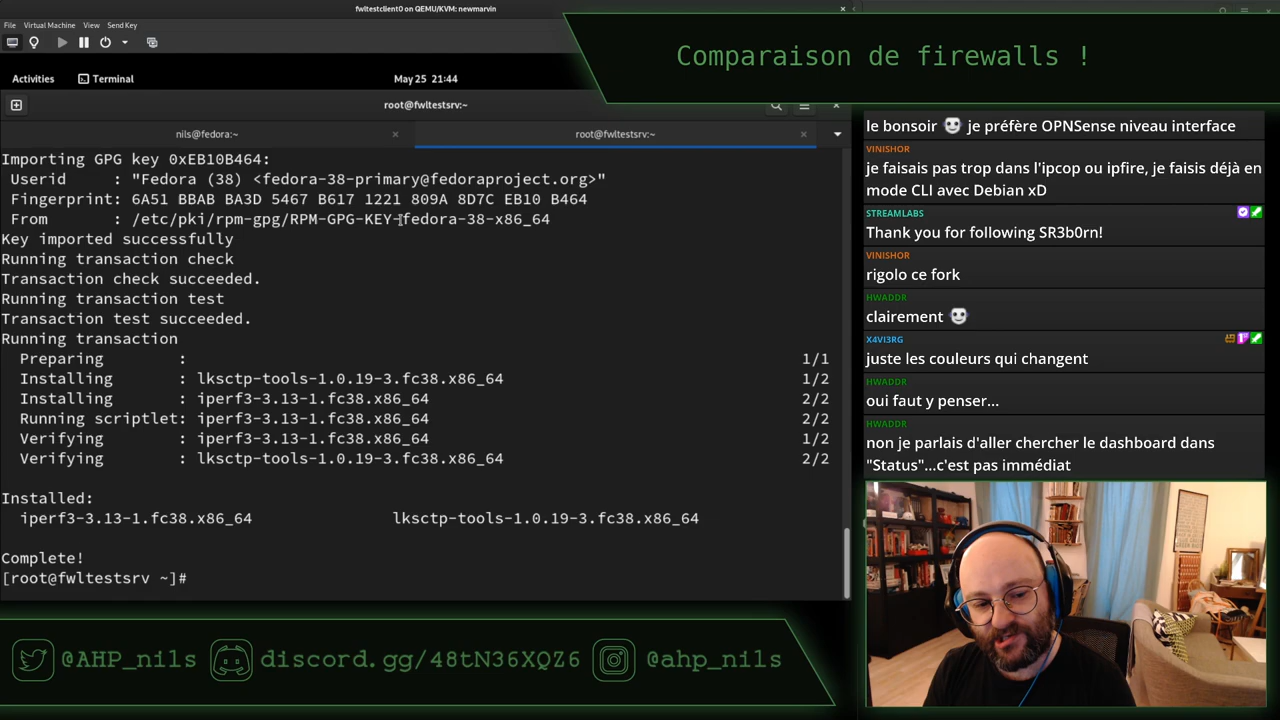 fwltestclient0 on QEMU/KVM: newmarvin
File Virtual Machine View Send Key
Comparaison de firewalls !
Activities Terminal May 25 21:44
root@fwltestsrv:~
nils@fedora:~ root@fwltestsrv:~
Importing GPG key 0xEB10B464:
Userid : "Fedora (38) <fedora-38-primary@fedoraproject.org>"
Fingerprint: 6A51 BBAB BA3D 5467 B617 1221 809A 8D7C EB10 B464
From : /etc/pki/rpm-gpg/RPM-GPG-KEY-fedora-38-x86_64
Key imported successfully
Running transaction check
Transaction check succeeded.
Running transaction test
Transaction test succeeded.
Running transaction
Preparing : 1/1
Installing : lksctp-tools-1.0.19-3.fc38.x86_64 1/2
Installing : iperf3-3.13-1.fc38.x86_64 2/2
Running scriptlet: iperf3-3.13-1.fc38.x86_64 2/2
Verifying : iperf3-3.13-1.fc38.x86_64 1/2
Verifying : lksctp-tools-1.0.19-3.fc38.x86_64 2/2
Installed:
iperf3-3.13-1.fc38.x86_64 lksctp-tools-1.0.19-3.fc38.x86_64
Complete!
[root@fwltestsrv ~]#
le bonsoir je préfère OPNSense niveau interface
VINISHOR
je faisais pas trop dans l'ipcop ou ipfire, je faisis déjà en
mode CLI avec Debian xD
STREAMLABS
Thank you for following SR3b0rn!
VINISHOR
rigolo ce fork
HWADDR
clairement
X4VI3RG
juste les couleurs qui changent
HWADDR
oui faut y penser...
HWADDR
non je parlais d'aller chercher le dashboard dans
"Status"...c'est pas immédiat
@AHP_nils discord.gg/48tN36XQZ6 @ahp_nils